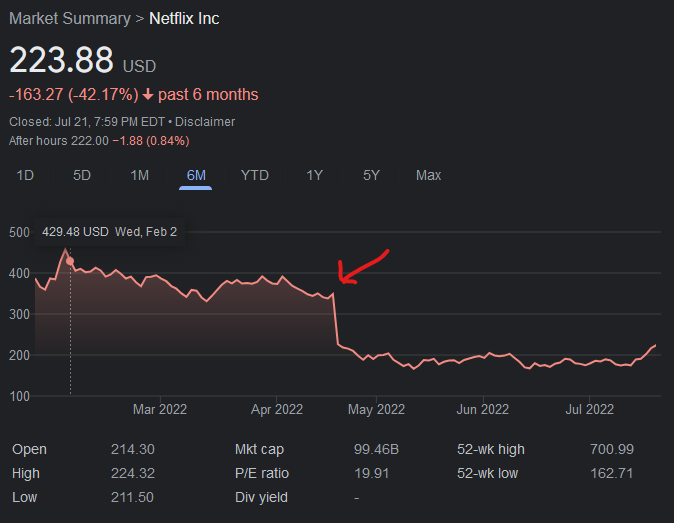 Market Summary > Netflix Inc
223.88 USD
-163.27 (-42.17%) ↓ past 6 months
Closed: Jul 21, 7:59 PM EDT • Disclaimer
After hours 222.00 −1.88 (0.84%)
1D 5D 1M 6M YTD 1Y 5Y Max
500
429.48 USD Wed, Feb 2
400
300
200
100
Mar 2022 Apr 2022 May 2022 Jun 2022 Jul 2022
Open 214.30 Mkt cap 99.46B 52-wk high 700.99
High 224.32 P/E ratio 19.91 52-wk low 162.71
Low 211.50 Div yield -